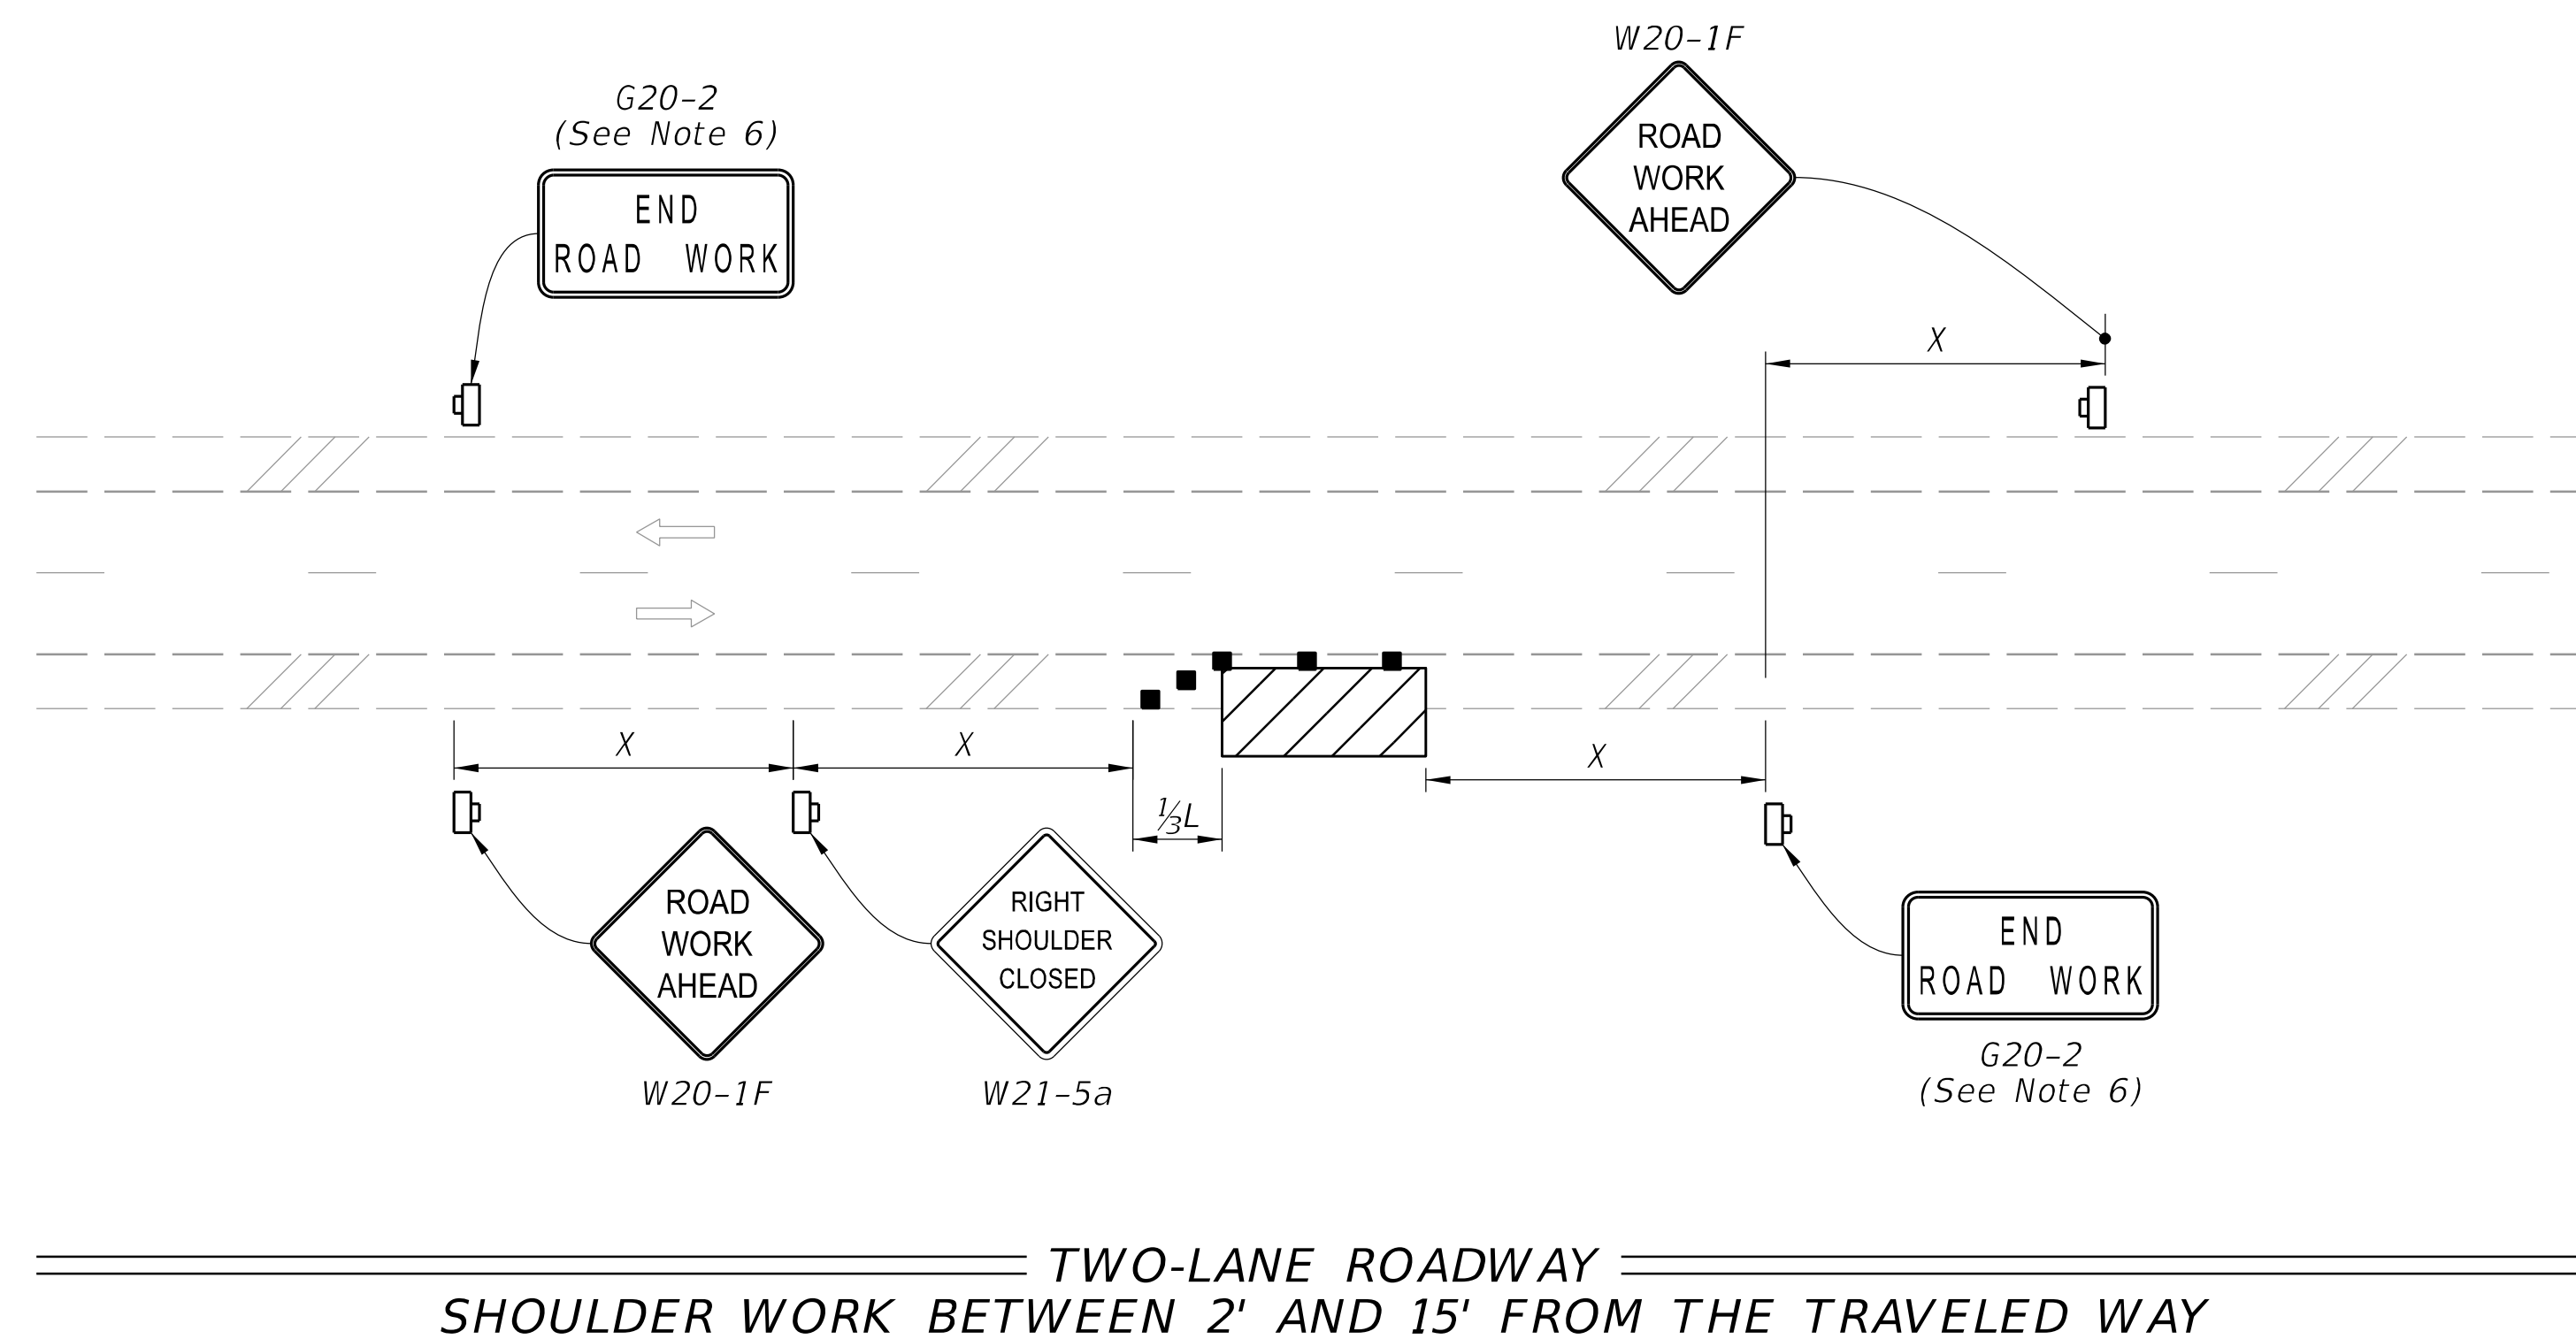 W20-1F
ROAD
WORK
AHEAD
G20-2
(See Note 6)
END
ROAD WORK
X
X
X
X
1/3L
ROAD
WORK
AHEAD
W20-1F
RIGHT
SHOULDER
CLOSED
W21-5a
END
ROAD WORK
G20-2
(See Note 6)
TWO-LANE ROADWAY
SHOULDER WORK BETWEEN 2' AND 15' FROM THE TRAVELED WAY